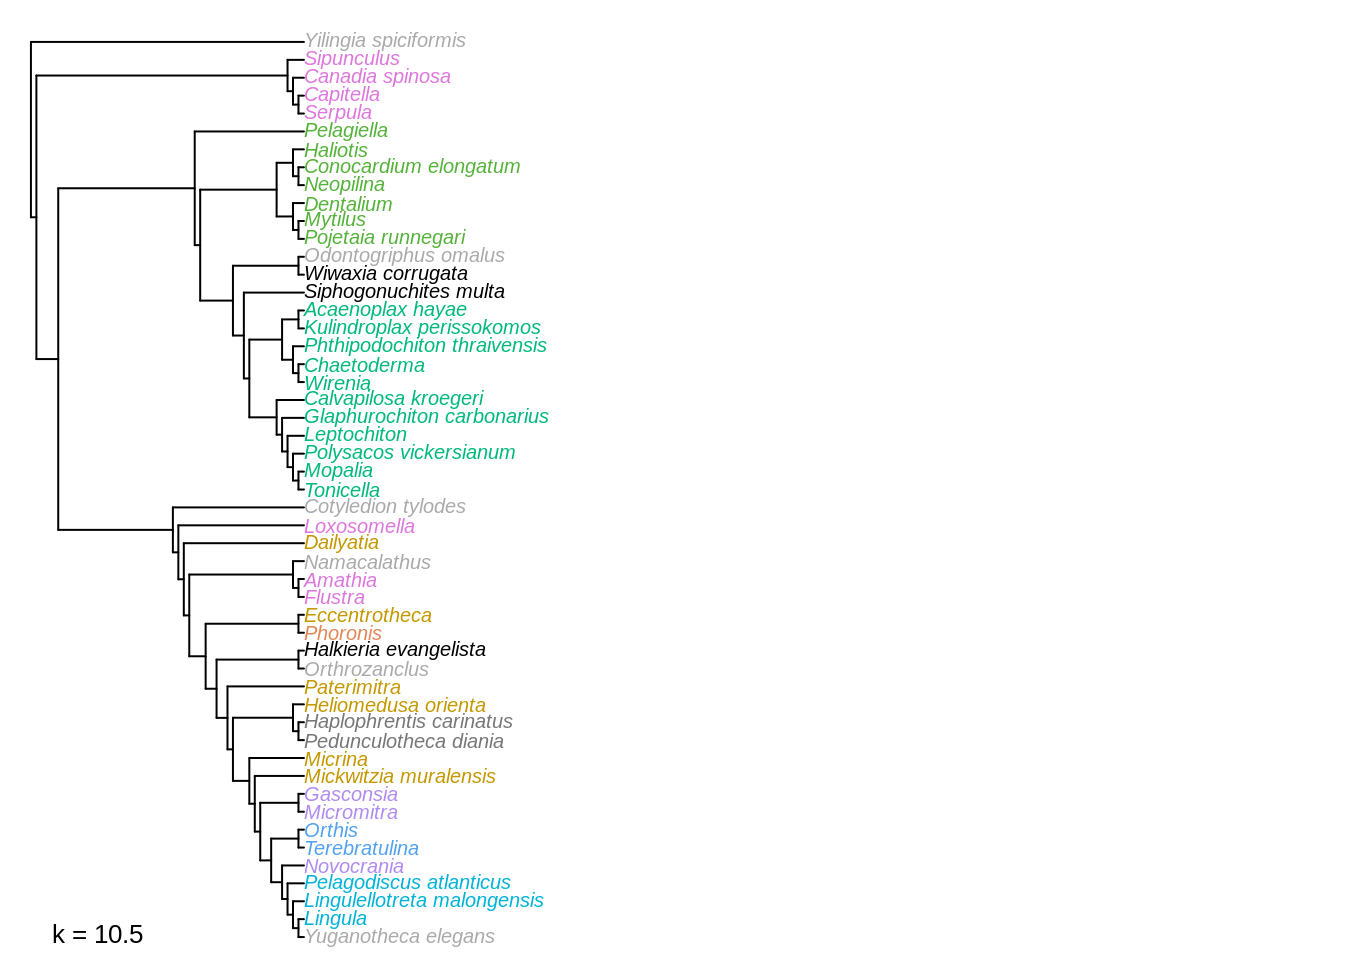 Yilingia spiciformis
Sipunculus
Canadia spinosa
Capitella
Serpula
Pelagiella
Haliotis
Conocardium elongatum
Neopilina
Dentalium
Mytilus
Pojetaia runnegari
Odontogriphus omalus
Wiwaxia corrugata
Siphogonuchites multa
Acaenoplax hayae
Kulindroplax perissokomos
Phthipodochiton thraivensis
Chaetoderma
Wirenia
Calvapilosa kroegeri
Glaphurochiton carbonarius
Leptochiton
Polysacos vickersianum
Mopalia
Tonicella
Cotyledion tylodes
Loxosomella
Dailyatia
Namacalathus
Amathia
Flustra
Eccentrotheca
Phoronis
Halkieria evangelista
Orthrozanclus
Paterimitra
Heliomedusa orienta
Haplophrentis carinatus
Pedunculotheca diania
Micrina
Mickwitzia muralensis
Gasconsia
Micromitra
Orthis
Terebratulina
Novocrania
Pelagodiscus atlanticus
Lingulellotreta malongensis
Lingula
Yuganotheca elegans
k = 10.5